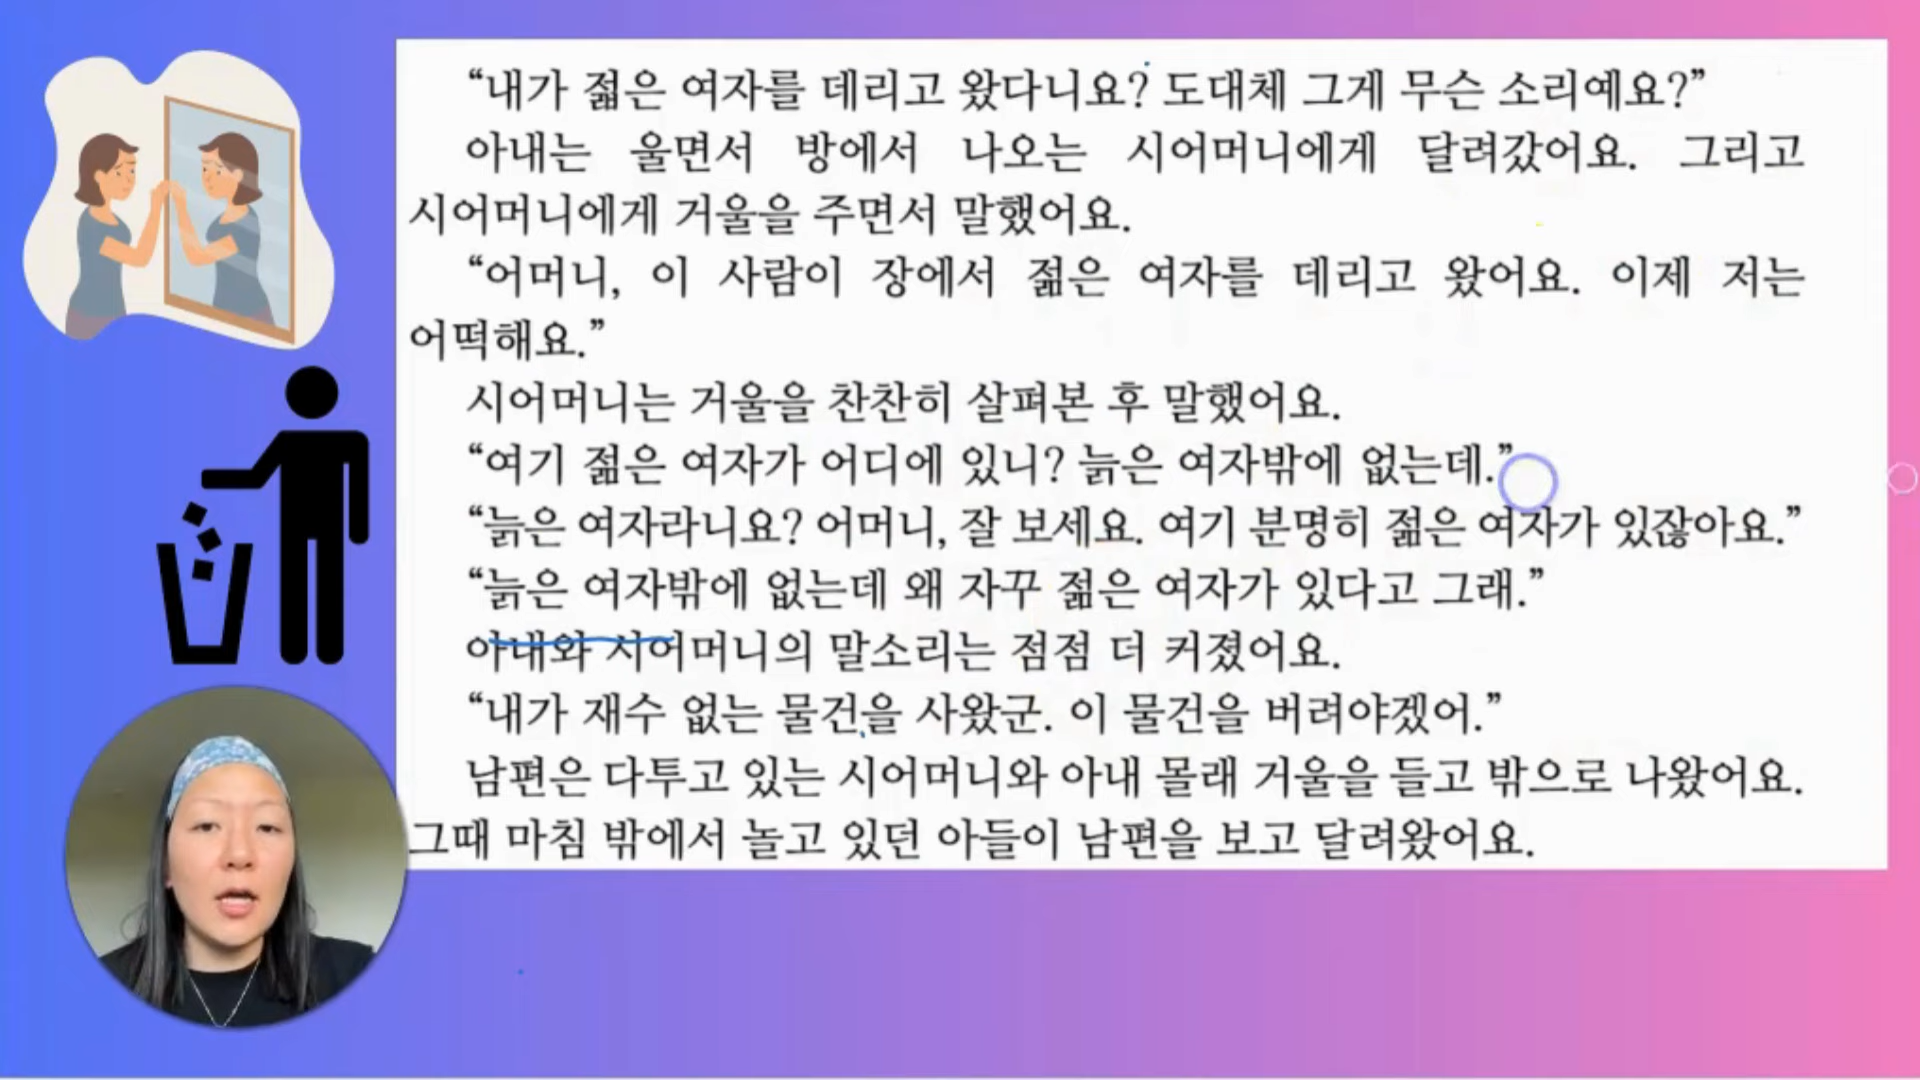 “내가 젊은 여자를 데리고 왔다니요? 도대체 그게 무슨 소리예요?”
아내는 울면서 방에서 나오는 시어머니에게 달려갔어요. 그리고
시어머니에게 거울을 주면서 말했어요.
“어머니, 이 사람이 장에서 젊은 여자를 데리고 왔어요. 이제 저는
어떡해요.”
시어머니는 거울을 찬찬히 살펴본 후 말했어요.
“여기 젊은 여자가 어디에 있니? 늙은 여자밖에 없는데.”
“늙은 여자라니요? 어머니, 잘 보세요. 여기 분명히 젊은 여자가 있잖아요.”
“늙은 여자밖에 없는데 왜 자꾸 젊은 여자가 있다고 그래.”
아내와 시어머니의 말소리는 점점 더 커졌어요.
“내가 재수 없는 물건을 사왔군. 이 물건을 버려야겠어.”
남편은 다투고 있는 시어머니와 아내 몰래 거울을 들고 밖으로 나왔어요.
그때 마침 밖에서 놀고 있던 아들이 남편을 보고 달려왔어요.